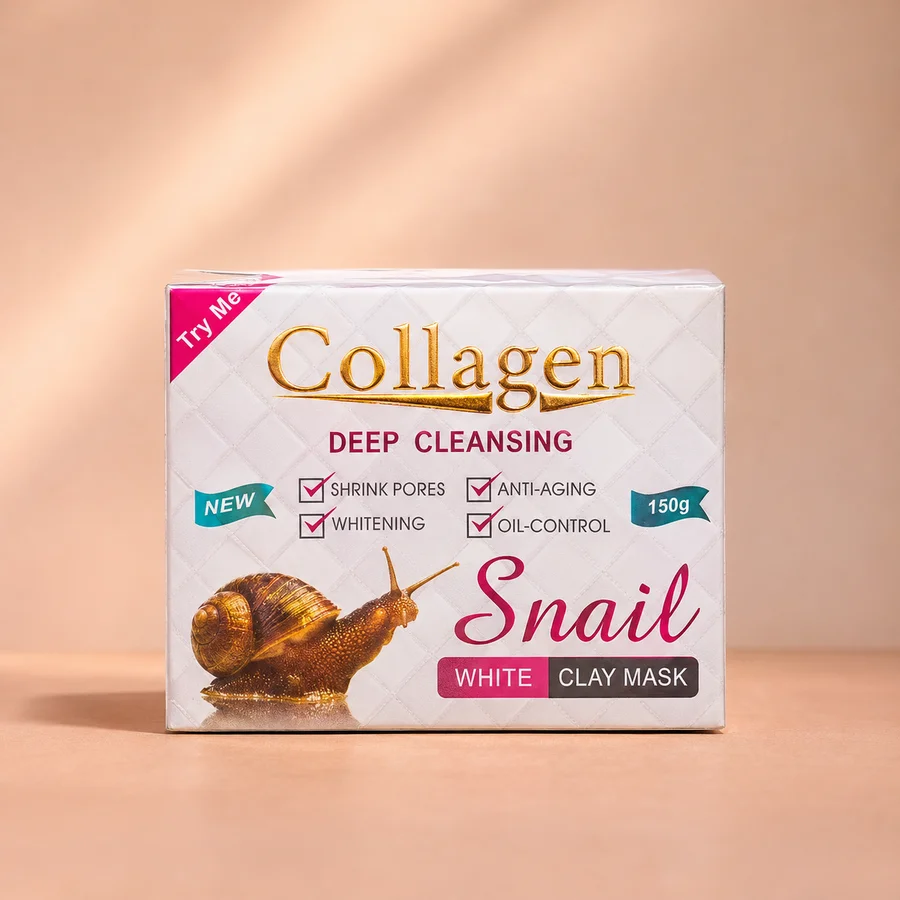 Try Me
Collagen
DEEP CLEANSING
NEW
SHRINK PORES
ANTI-AGING
WHITENING
OIL-CONTROL
150g
Snail
WHITE CLAY MASK